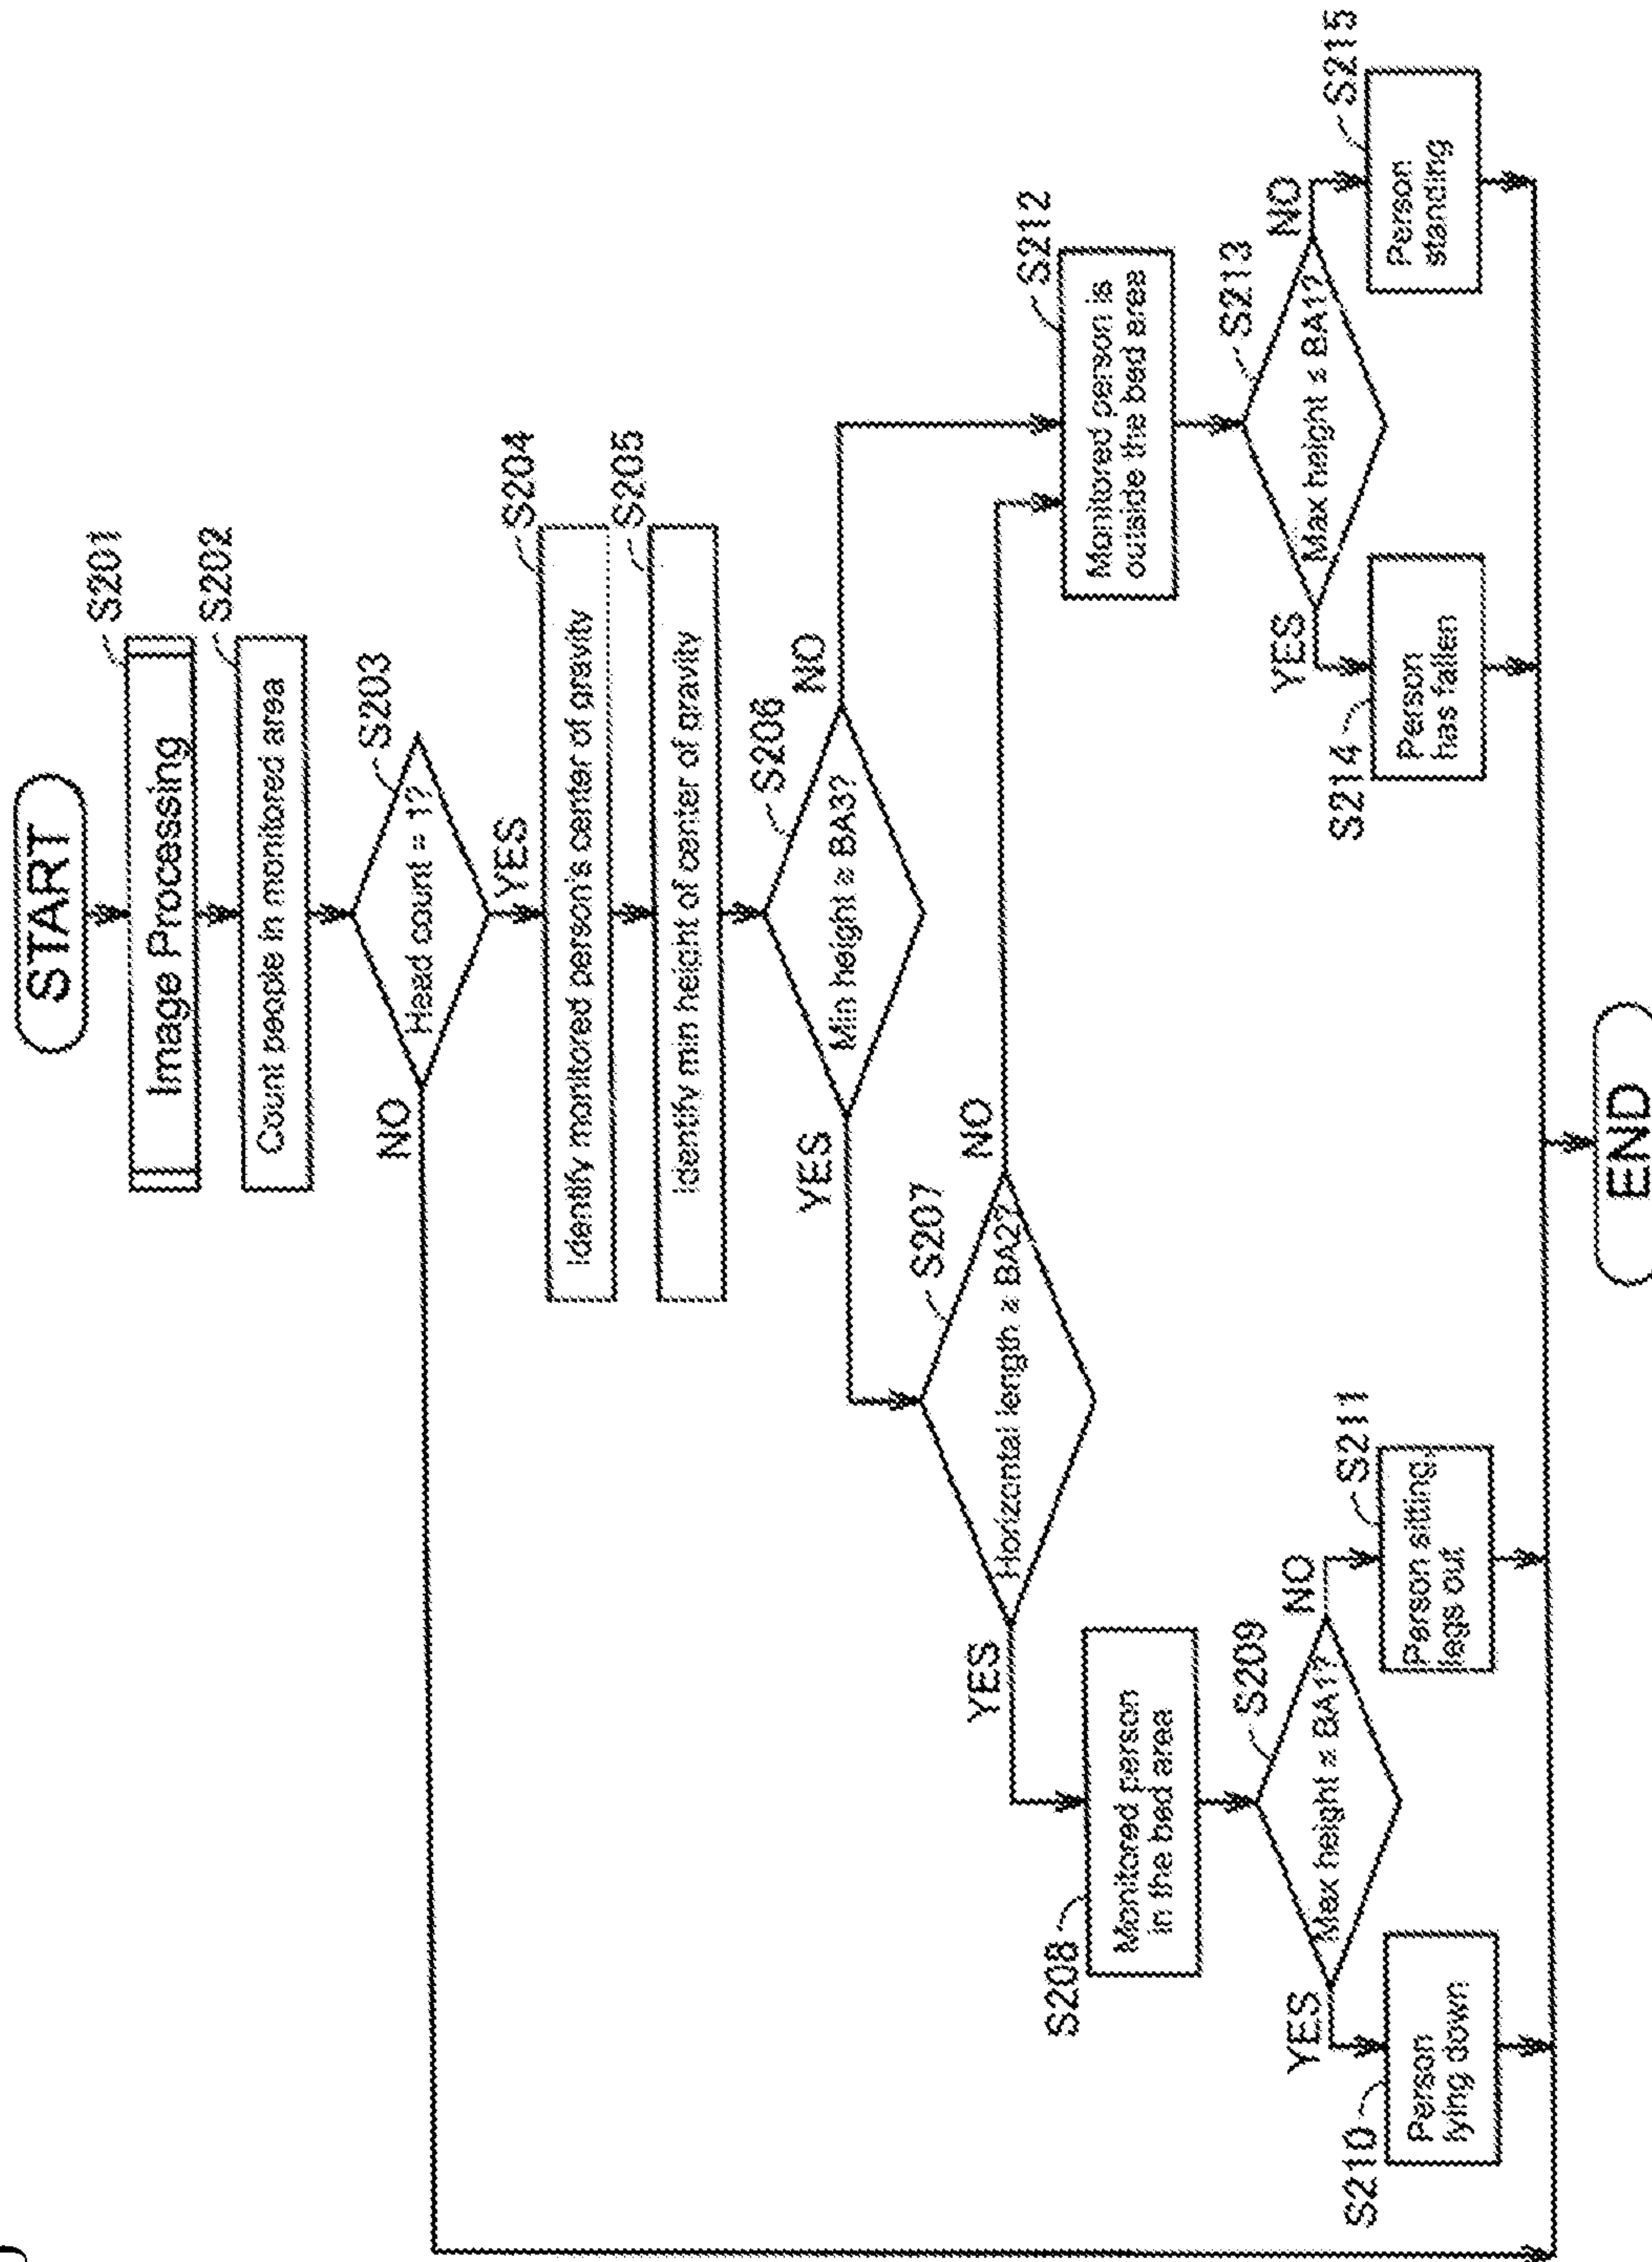 START
S201
Image Processing
S202
Count people in monitored area
S203
Head count = 1?
NO
YES
S204
Identify monitored person's center of gravity
S205
Identify min height of center of gravity
S206
Min height ≥ BA3?
YES
NO
S207
Horizontal length ≥ BA2?
YES
NO
S208
Monitored person
in the bed area
S212
Monitored person is
outside the bed area
S209
Max height ≤ BA1?
YES
NO
S213
Max height ≤ BA1?
YES
NO
S210
Person
lying down
S211
Person sitting,
legs out
S214
Person
has fallen
S215
Person
standing
END